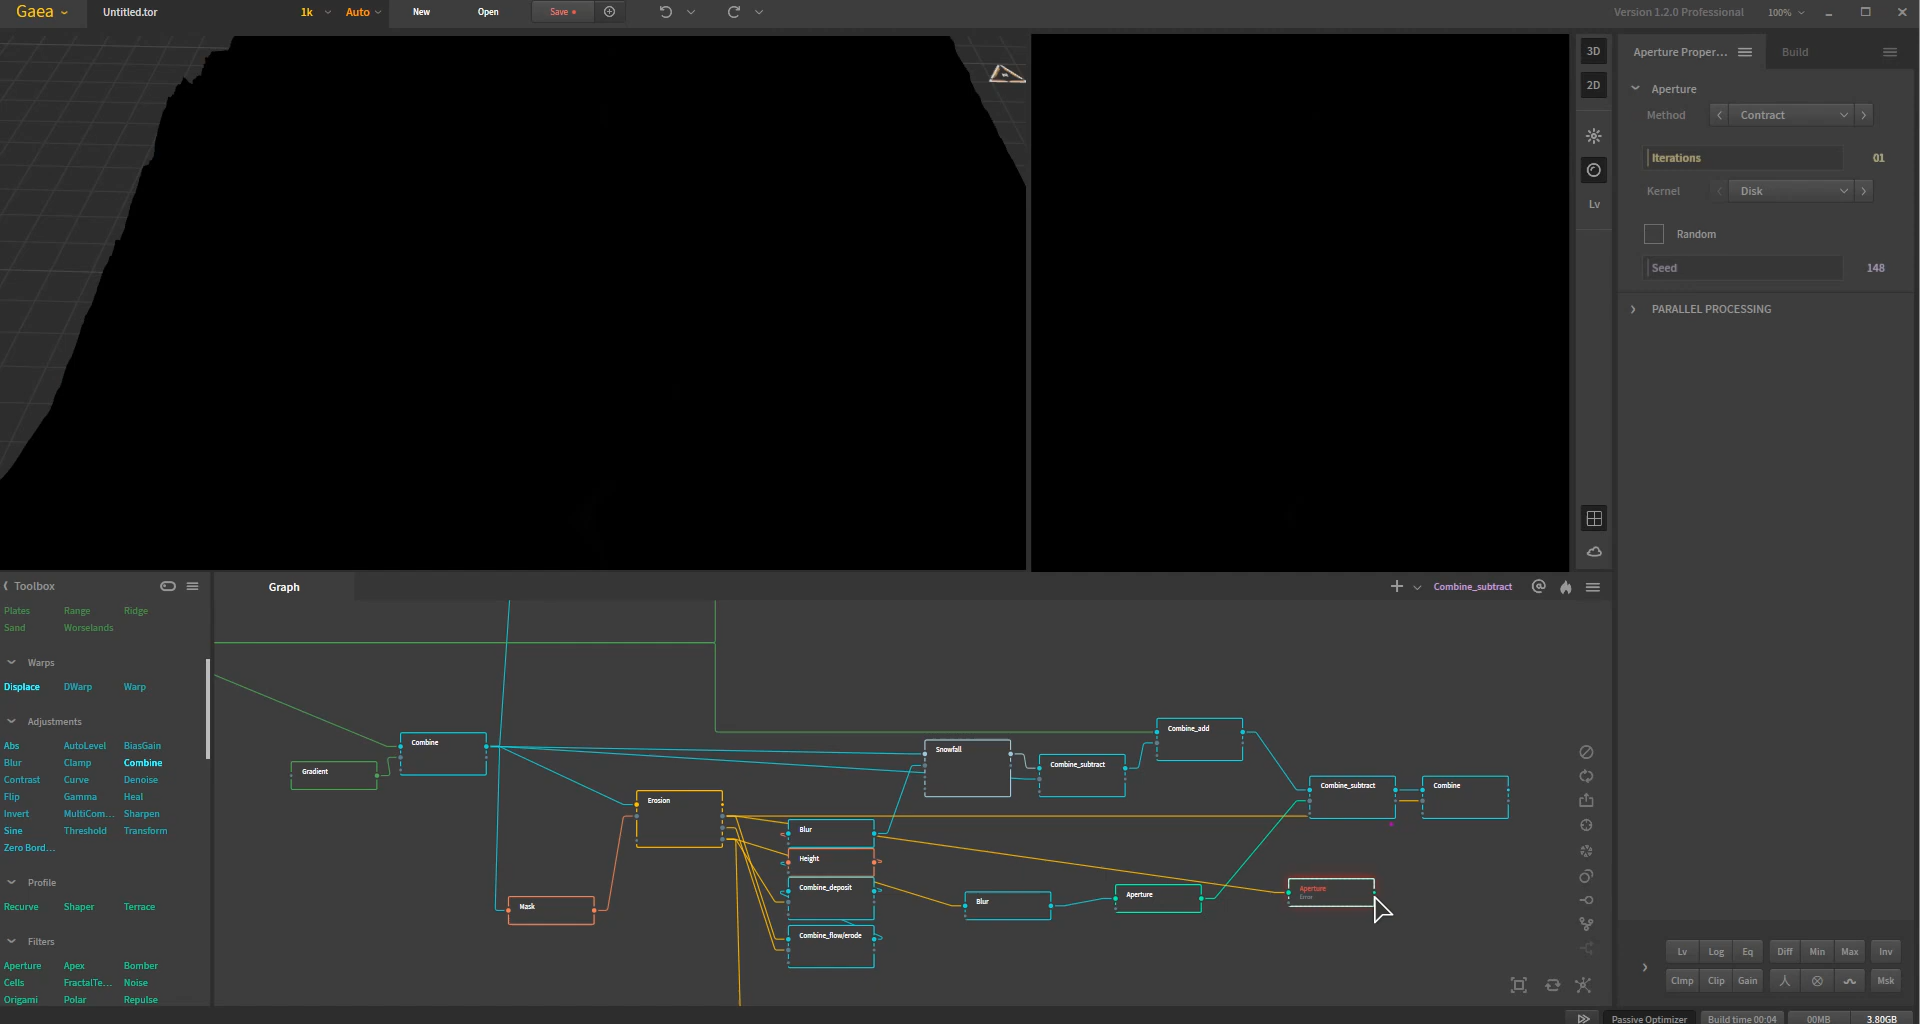 Gaea
Untitled.tor
1k
Auto
New
Open
Save
Version 1.2.0 Professional
100%
3D
2D
Lv
Aperture Proper...
Build
Aperture
Method
Contract
Iterations
01
Kernel
Disk
Random
Seed
148
PARALLEL PROCESSING
Toolbox
Graph
Combine_subtract
Plates Range Ridge
Sand Worselands
Warps
Displace DWarp Warp
Adjustments
Abs AutoLevel BiasGain
Blur Clamp Combine
Contrast Curve Denoise
Flip Gamma Heal
Invert MultiCom... Sharpen
Sine Threshold Transform
Zero Bord...
Profile
Recurve Shaper Terrace
Filters
Aperture Apex Bomber
Cells FractalTe... Noise
Origami Polar Repulse
Combine
Gradient
Mask
Erosion
Blur
Height
Combine_deposit
Combine_flow/erode
Snowfall
Combine_subtract
Combine_add
Combine_subtract
Combine
Blur
Aperture
Aperture
Error
Lv Log Eq Diff Min Max Inv
Clmp Clip Gain Msk
Passive Optimizer
Build time 00:04
00MB
3.80GB